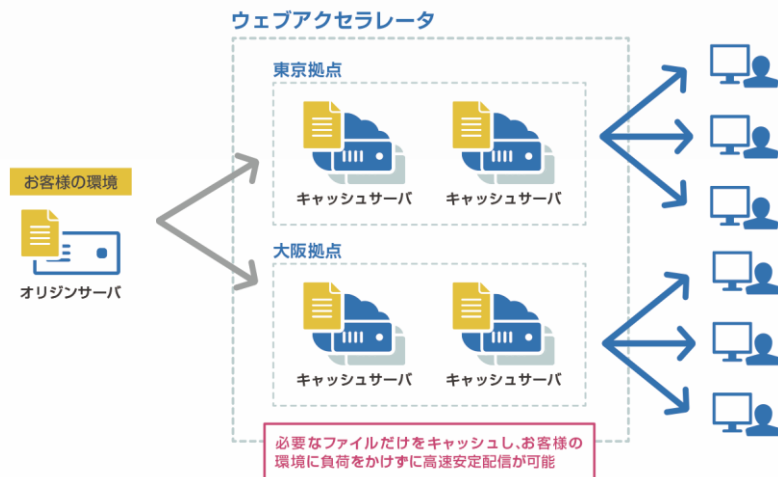 ウェブアクセラレータ
東京拠点
キャッシュサーバ
キャッシュサーバ
お客様の環境
オリジンサーバ
大阪拠点
キャッシュサーバ
キャッシュサーバ
必要なファイルだけをキャッシュし、お客様の
環境に負荷をかけずに高速安定配信が可能